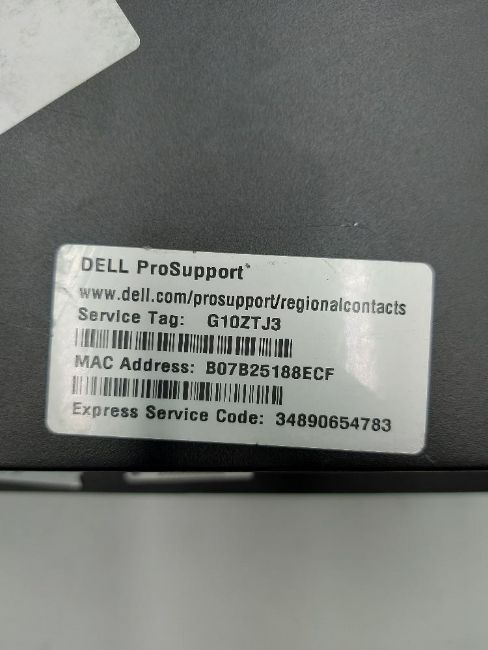 DELL ProSupport
www.dell.com/prosupport/regionalcontacts
Service Tag: G10ZTJ3
MAC Address: B07B25188ECF
Express Service Code: 34890654783